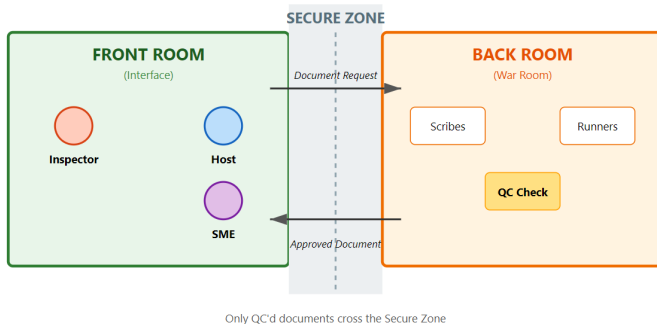 SECURE ZONE
FRONT ROOM
(Interface)
Inspector
Host
SME
Document Request
Approved Document
BACK ROOM
(War Room)
Scribes
Runners
QC Check
Only QC'd documents cross the Secure Zone